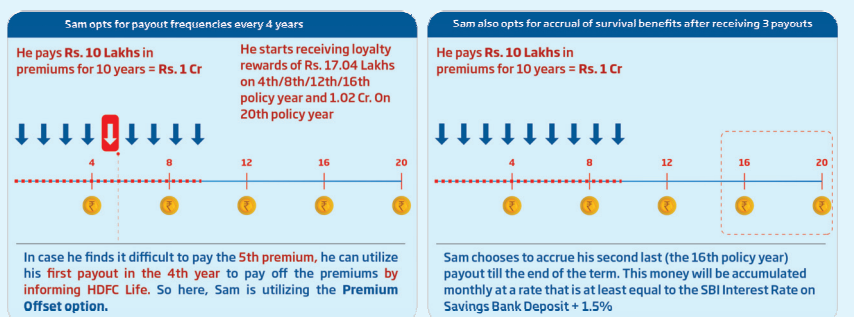 Sam opts for payout frequencies every 4 years
He pays Rs. 10 Lakhs in
premiums for 10 years = Rs. 1 Cr
He starts receiving loyalty
rewards of Rs. 17.04 Lakhs
on 4th/8th/12th/16th
policy year and 1.02 Cr. On
20th policy year
4 8 12 16 20
₹ ₹ ₹ ₹ ₹
In case he finds it difficult to pay the 5th premium, he can utilize
his first payout in the 4th year to pay off the premiums by
informing HDFC Life. So here, Sam is utilizing the Premium
Offset option.
Sam also opts for accrual of survival benefits after receiving 3 payouts
He pays Rs. 10 Lakhs in
premiums for 10 years = Rs. 1 Cr
4 8 12 16 20
₹ ₹ ₹ ₹ ₹
Sam chooses to accrue his second last (the 16th policy year)
payout till the end of the term. This money will be accumulated
monthly at a rate that is at least equal to the SBI Interest Rate on
Savings Bank Deposit + 1.5%